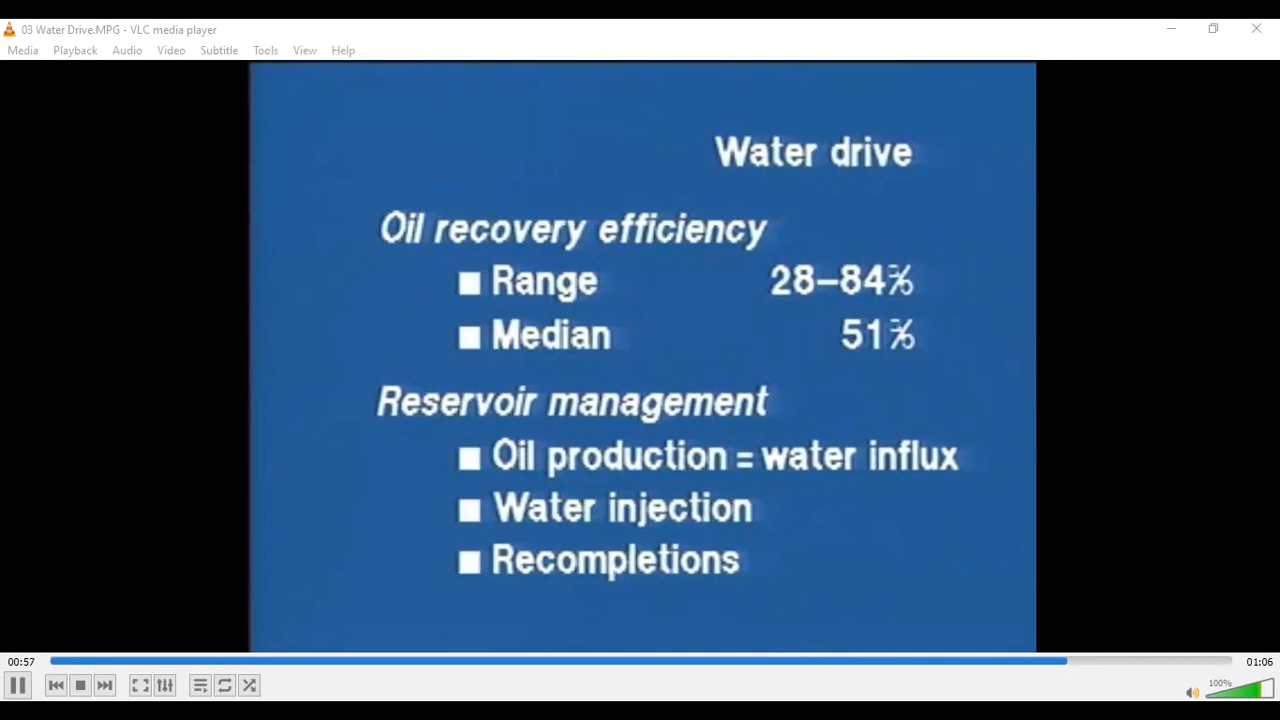 03 Water Drive.MPG - VLC media player
Media Playback Audio Video Subtitle Tools View Help
Water drive
Oil recovery efficiency
■ Range 28–84%
■ Median 51%
Reservoir management
■ Oil production = water influx
■ Water injection
■ Recompletions
00:57 01:06
100%